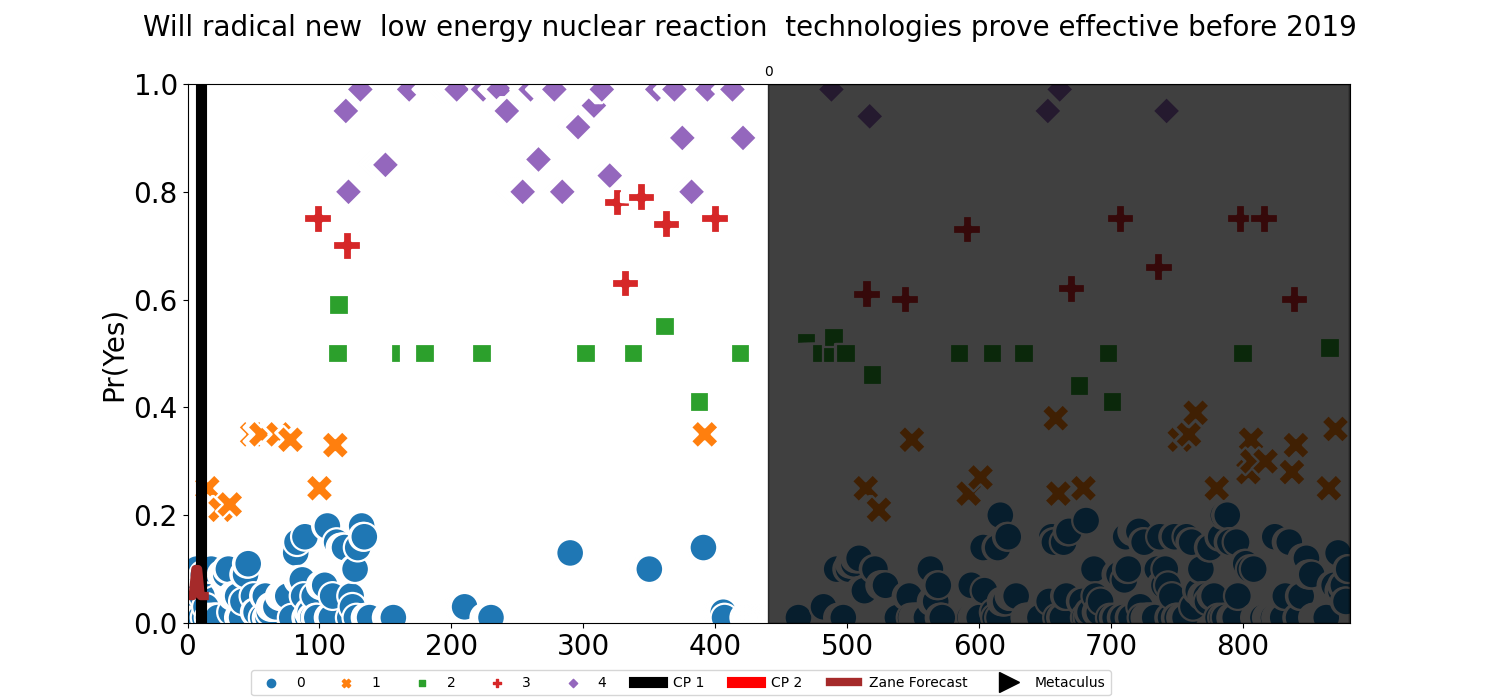 Will radical new  low energy nuclear reaction  technologies prove effective before 2019
0
1.0
0.8
0.6
0.4
0.2
0.0
Pr(Yes)
0 100 200 300 400 500 600 700 800
0 1 2 3 4 CP 1 CP 2 Zane Forecast Metaculus